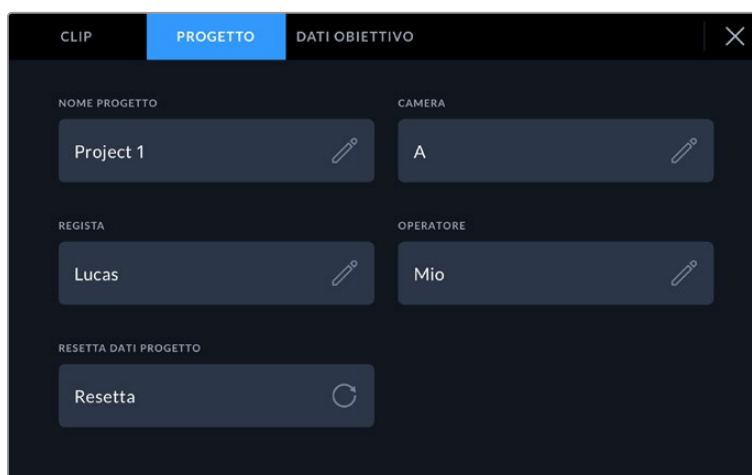 CLIP PROGETTO DATI OBIETTIVO
NOME PROGETTO CAMERA
Project 1 A
REGISTA OPERATORE
Lucas Mio
RESETTA DATI PROGETTO
Resetta